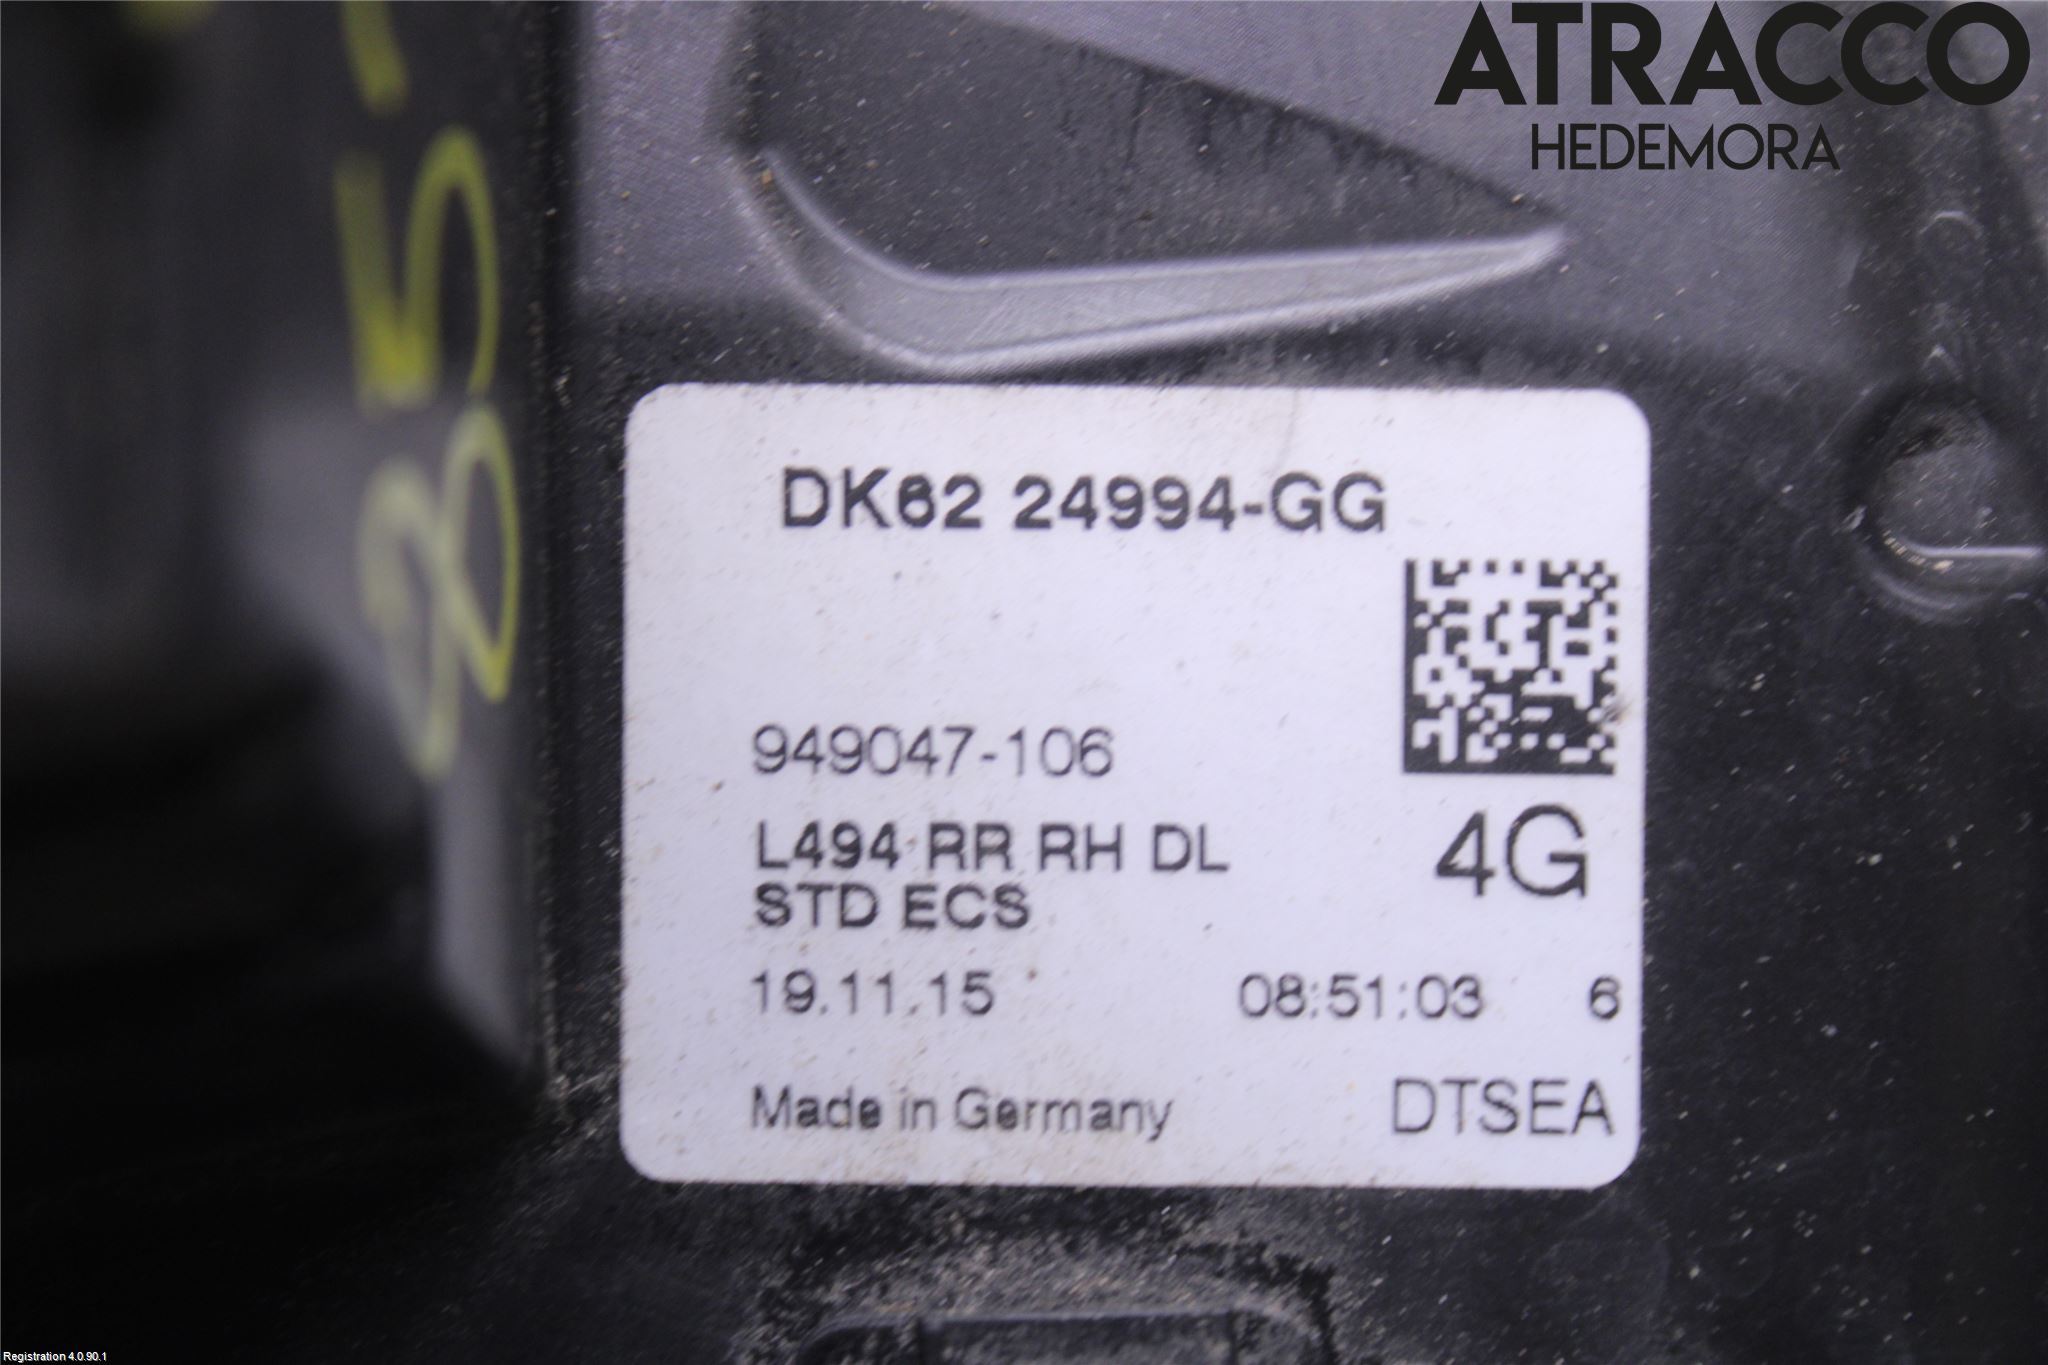 ATRACCO
HEDEMORA
DK62 24994-GG
949047-106
L494 RR RH DL
4G
STD ECS
19.11.15 08:51:03 6
Made in Germany DTSEA
Registration 4.0.90.1